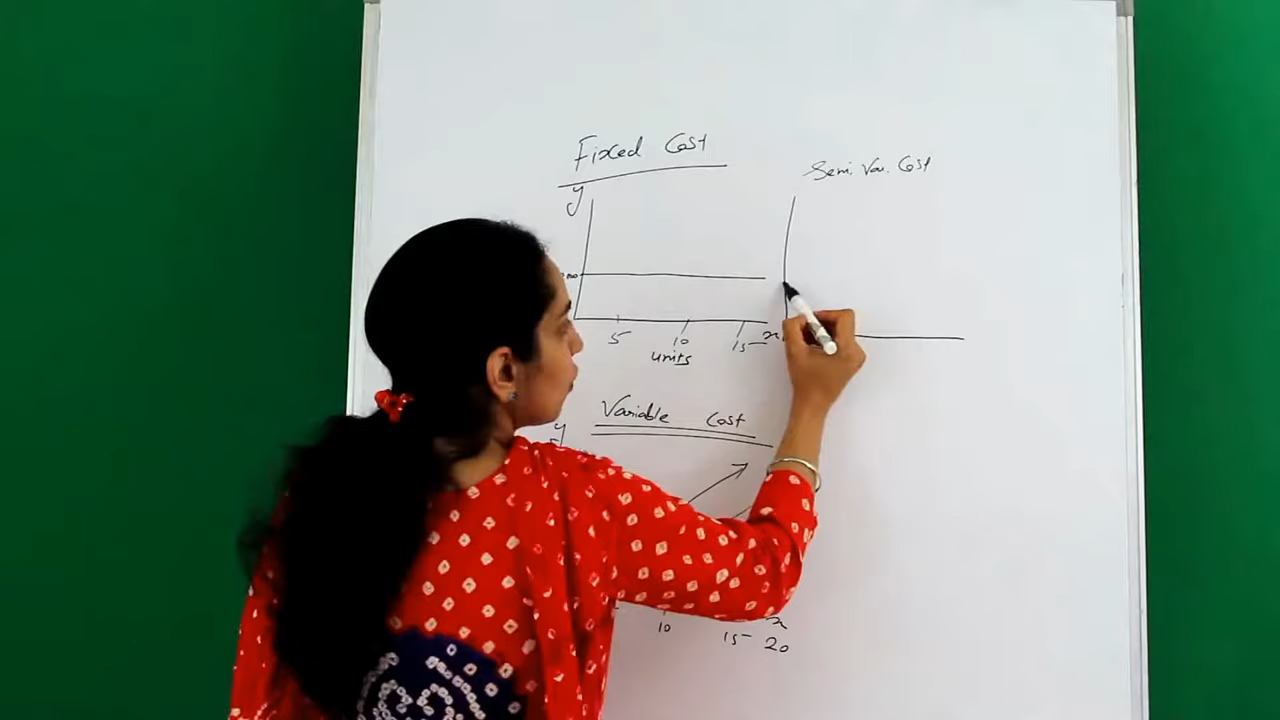 Fixed Cost
y
5 10 15 x
units
Semi. Var. Cost
Variable Cost
y
10 15 20
x